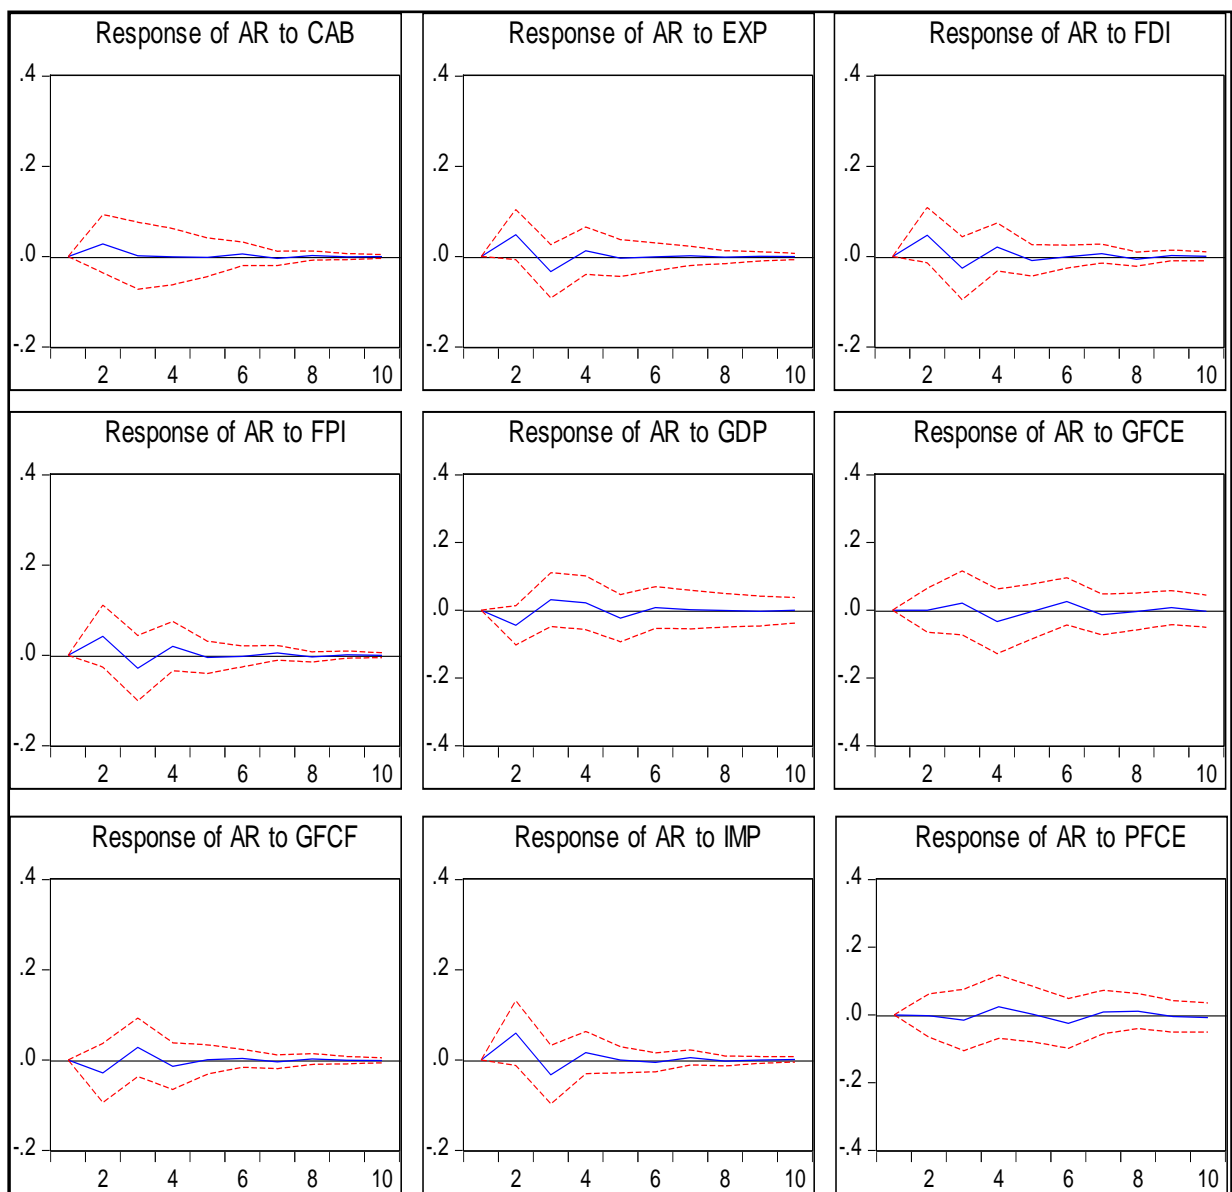 Response of AR to CAB
.4
.2
.0
-.2
2 4 6 8 10
Response of AR to EXP
.4
.2
.0
-.2
2 4 6 8 10
Response of AR to FDI
.4
.2
.0
-.2
2 4 6 8 10
Response of AR to FPI
.4
.2
.0
-.2
2 4 6 8 10
Response of AR to GDP
.4
.2
.0
-.2
-.4
2 4 6 8 10
Response of AR to GFCE
.4
.2
.0
-.2
-.4
2 4 6 8 10
Response of AR to GFCF
.4
.2
.0
-.2
2 4 6 8 10
Response of AR to IMP
.4
.2
.0
-.2
2 4 6 8 10
Response of AR to PFCE
.4
.2
.0
-.2
-.4
2 4 6 8 10